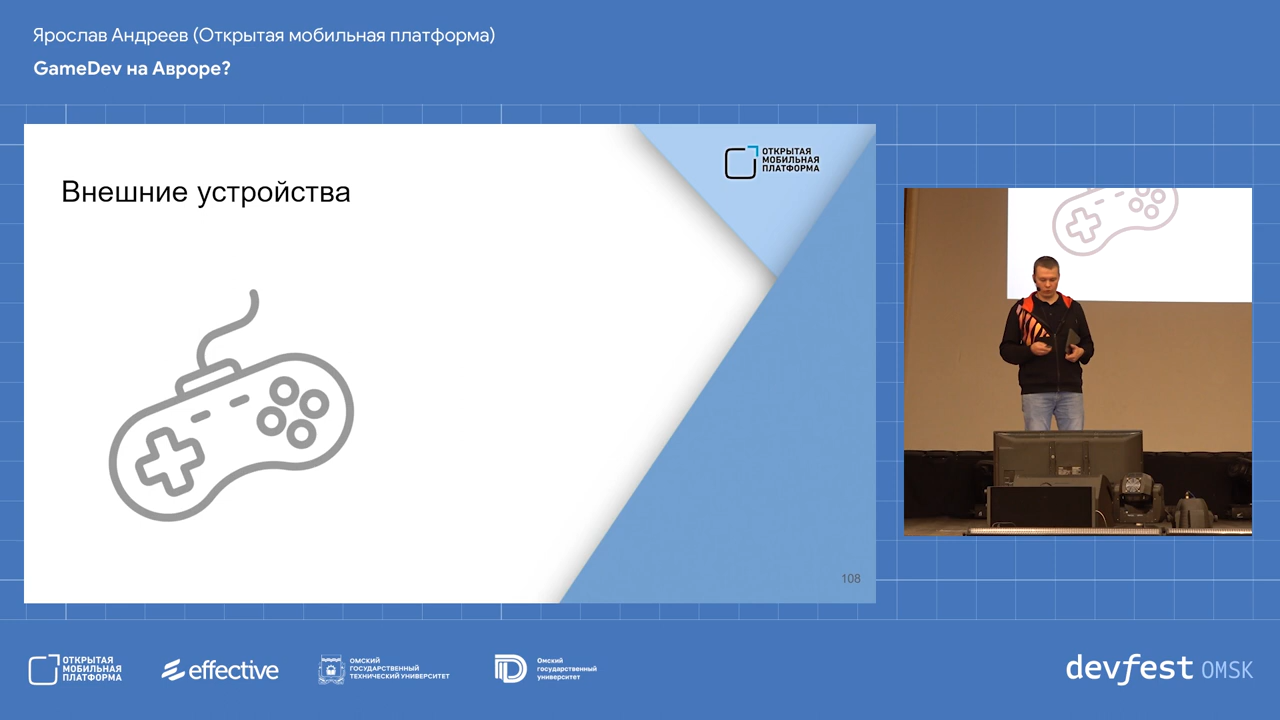 Ярослав Андреев (Открытая мобильная платформа)
GameDev на Авроре?
ОТКРЫТАЯ
МОБИЛЬНАЯ
ПЛАТФОРМА
Внешние устройства
108
ОТКРЫТАЯ
МОБИЛЬНАЯ
ПЛАТФОРМА
effective
ОМСКИЙ
ГОСУДАРСТВЕННЫЙ
ТЕХНИЧЕСКИЙ УНИВЕРСИТЕТ
Омский
государственный
университет
devfest OMSK